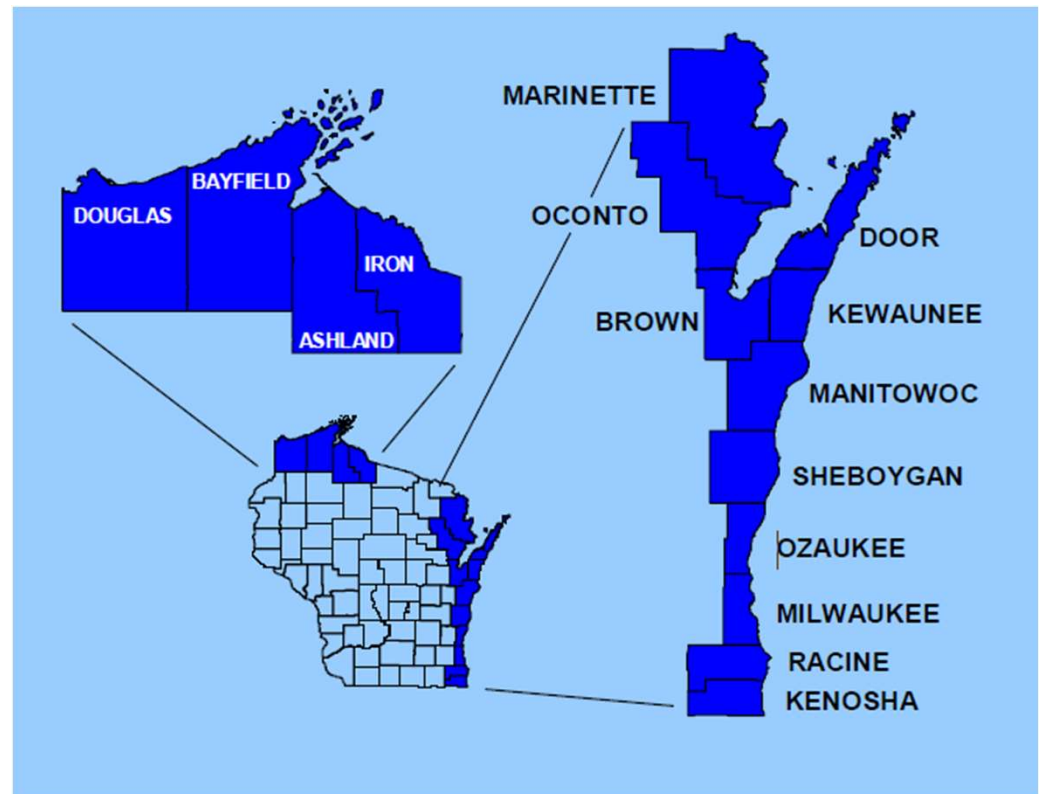 MARINETTE
BAYFIELD
DOUGLAS
OCONTO
DOOR
IRON
BROWN
KEWAUNEE
ASHLAND
MANITOWOC
SHEBOYGAN
OZAUKEE
MILWAUKEE
RACINE
KENOSHA